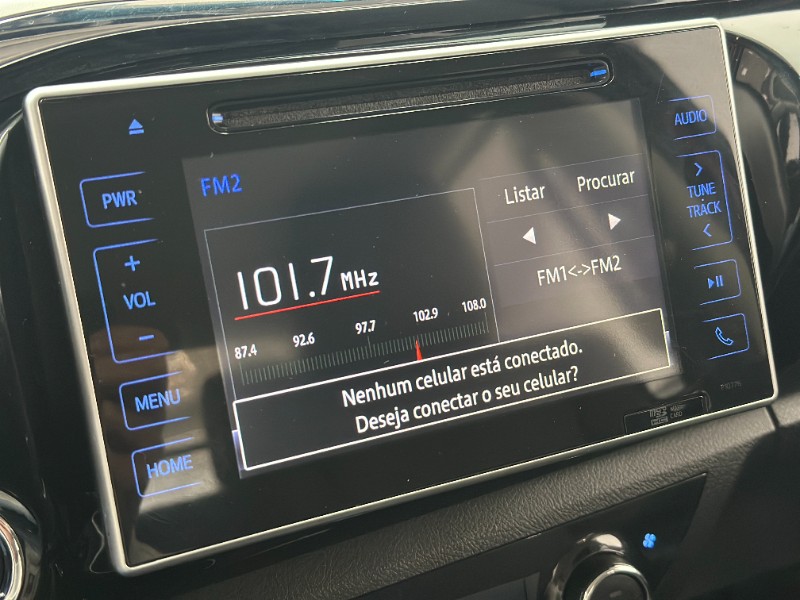 PWR
+
VOL
-
MENU
HOME
FM2
101.7 MHz
87.4 92.6 97.7 102.9 108.0
Listar Procurar
FM1<->FM2
Nenhum celular está conectado.
Deseja conectar o seu celular?
AUDIO
>
TUNE
TRACK
<